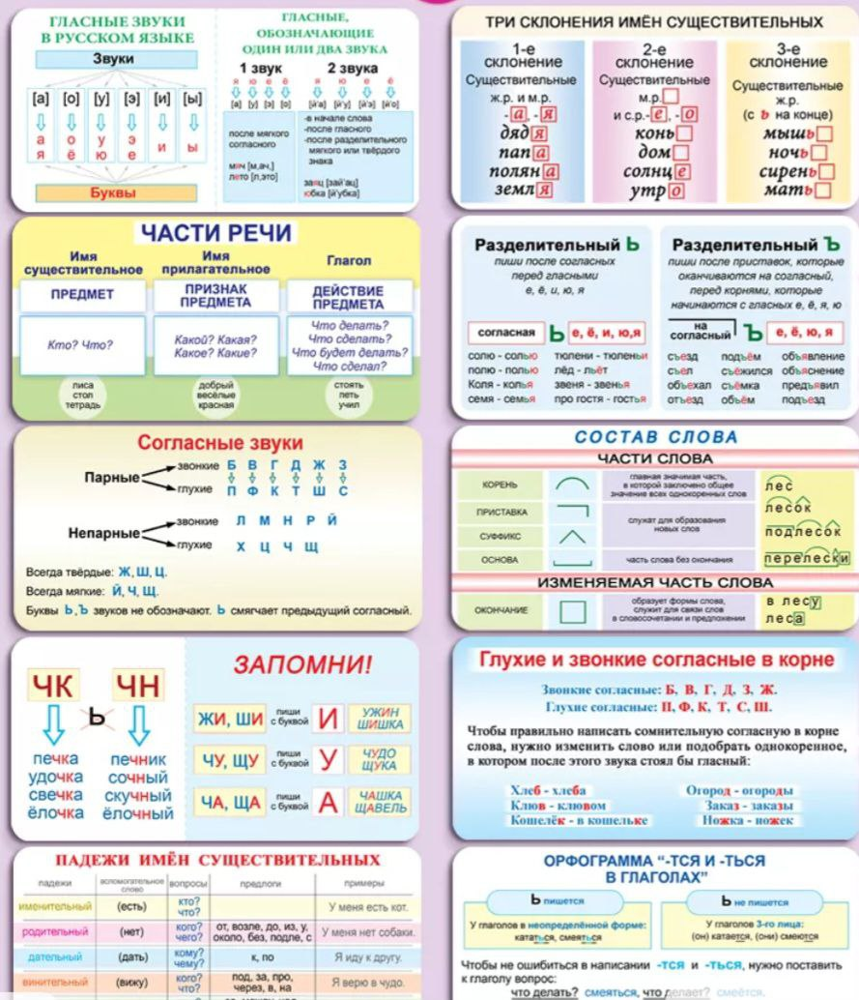 ГЛАСНЫЕ ЗВУКИ
В РУССКОМ ЯЗЫКЕ
Звуки
[а] [о] [у] [э] [и] [ы]
а о у э и ы
я ё ю е
Буквы
ГЛАСНЫЕ,
ОБОЗНАЧАЮЩИЕ
ОДИН ИЛИ ДВА ЗВУКА
1 звук 2 звука
я ю е ё я ю е ё
[а] [у] [э] [о] [й'а] [й'у] [й'э] [й'о]
после мягкого
согласного
мяч [м,ач,]
лето [л,это]
-в начале слова
-после гласного
-после разделительного
мягкого или твёрдого
знака
заяц [зай'ац]
юбка [й'убка]
ТРИ СКЛОНЕНИЯ ИМЁН СУЩЕСТВИТЕЛЬНЫХ
1-е
склонение
Существительные
ж.р. и м.р.
-а, -я
дядя
папа
поляна
земля
2-е
склонение
Существительные
м.р.
и с.р.-е, -о
конь
дом
солнце
утро
3-е
склонение
Существительные
ж.р.
(с ь на конце)
мышь
ночь
сирень
мать
ЧАСТИ РЕЧИ
Имя
существительное
ПРЕДМЕТ
Кто? Что?
лиса
стол
тетрадь
Имя
прилагательное
ПРИЗНАК
ПРЕДМЕТА
Какой? Какая?
Какое? Какие?
добрый
весёлые
красная
Глагол
ДЕЙСТВИЕ
ПРЕДМЕТА
Что делать?
Что сделать?
Что будет делать?
Что сделал?
стоять
петь
учил
Разделительный Ь
пиши после согласных
перед гласными
е, ё, и, ю, я
согласная Ь е, ё, и, ю,я
солю - солью тюлени - тюленьи
полю - полью лёд - льёт
Коля - колья звеня - звенья
семя - семья про гостя - гостья
Разделительный Ъ
пиши после приставок, которые
оканчиваются на согласный,
перед корнями, которые
начинаются с гласных е, ё, я, ю
на
согласный Ъ е, ё, ю, я
съезд подъём объявление
съел съёжился объяснение
объехал съёмка предъявил
отъезд объём подъезд
Согласные звуки
Парные
звонкие Б В Г Д Ж З
глухие П Ф К Т Ш С
Непарные
звонкие Л М Н Р Й
глухие Х Ц Ч Щ
Всегда твёрдые: Ж, Ш, Ц.
Всегда мягкие: Й, Ч, Щ.
Буквы Ь,Ъ звуков не обозначают. Ь смягчает предыдущий согласный.
СОСТАВ СЛОВА
ЧАСТИ СЛОВА
КОРЕНЬ
главная значимая часть,
в которой заключено общее
значение всех однокоренных слов
лес
ПРИСТАВКА
СУФФИКС
служат для образования
новых слов
лесок
подлесок
ОСНОВА
часть слова без окончания
перелески
ИЗМЕНЯЕМАЯ ЧАСТЬ СЛОВА
ОКОНЧАНИЕ
образует формы слова,
служит для связи слов
в словосочетании и предложении
в лесу
леса
ЧК Ь ЧН
печка печник
удочка сочный
свечка скучный
ёлочка ёлочный
ЗАПОМНИ!
ЖИ, ШИ пиши с буквой И УЖИН ШИШКА
ЧУ, ЩУ пиши с буквой У ЧУДО ЩУКА
ЧА, ЩА пиши с буквой А ЧАШКА ЩАВЕЛЬ
Глухие и звонкие согласные в корне
Звонкие согласные: Б, В, Г, Д, З, Ж.
Глухие согласные: П, Ф, К, Т, С, Ш.
Чтобы правильно написать сомнительную согласную в корне
слова, нужно изменить слово или подобрать однокоренное,
в котором после этого звука стоял бы гласный:
Хлеб - хлеба Огород - огороды
Клюв - клювом Заказ - заказы
Кошелёк - в кошельке Ножка - ножек
ПАДЕЖИ ИМЁН СУЩЕСТВИТЕЛЬНЫХ
падежи вспомогательное слово вопросы предлоги примеры
именительный (есть) кто? что? У меня есть кот.
родительный (нет) кого? чего? от, возле, до, из, у, около, без, подле, с У меня нет собаки.
дательный (дать) кому? чему? к, по Я иду к другу.
винительный (вижу) кого? что? под, за, про, через, в, на Я верю в чудо.
ОРФОГРАММА “-ТСЯ И -ТЬСЯ
В ГЛАГОЛАХ”
Ь пишется
У глаголов в неопределённой форме:
кататься, смеяться
Ь не пишется
У глаголов 3-го лица:
(он) катается, (они) смеются
Чтобы не ошибиться в написании -ТСЯ и -ТЬСЯ, нужно поставить
к глаголу вопрос:
что делать? смеяться, что делает? смеётся.